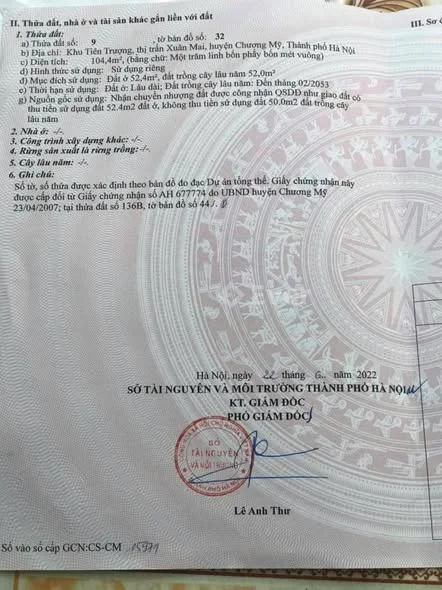 II. Thửa đất, nhà ở và tài sản khác gắn liền với đất
III. Sơ
1. Thửa đất:
a) Thửa đất số: 9 , tờ bản đồ số: 32
b) Địa chỉ: Khu Tiên Trượng, thị trấn Xuân Mai, huyện Chương Mỹ, Thành phố Hà Nội
c) Diện tích: 104,4m², (bằng chữ: Một trăm linh bốn phẩy bốn mét vuông)
d) Hình thức sử dụng: Sử dụng riêng
đ) Mục đích sử dụng: Đất ở 52,4m², đất trồng cây lâu năm 52,0m²
e) Thời hạn sử dụng: Đất ở: Lâu dài; Đất trồng cây lâu năm: Đến tháng 02/2053
g) Nguồn gốc sử dụng: Nhận chuyển nhượng đất được công nhận QSDĐ như giao đất có
thu tiền sử dụng 52.4m2 đất ở, không thu tiền sử dụng đất 50.0m2 đất trồng cây
lâu năm
2. Nhà ở: -/-.
3. Công trình xây dựng khác: -/-.
4. Rừng sản xuất là rừng trồng: -/-.
5. Cây lâu năm: -/-.
6. Ghi chú:
Số tờ, số thửa được xác định theo bản đồ đo đạc Dự án tổng thể. Giấy chứng nhận này
được cấp đổi từ Giấy chứng nhận số AH 677774 do UBND huyện Chương Mỹ
23/04/2007; tại thửa đất số 136B, tờ bản đồ số 44/.
Hà Nội, ngày 22 tháng 6 năm 2022
SỞ TÀI NGUYÊN VÀ MÔI TRƯỜNG THÀNH PHỐ HÀ NỘI
KT. GIÁM ĐỐC
PHÓ GIÁM ĐỐC
SỞ
TÀI NGUYÊN
VÀ MÔI TRƯỜNG
Lê Anh Thư
Số vào sổ cấp GCN:CS-CM 15971